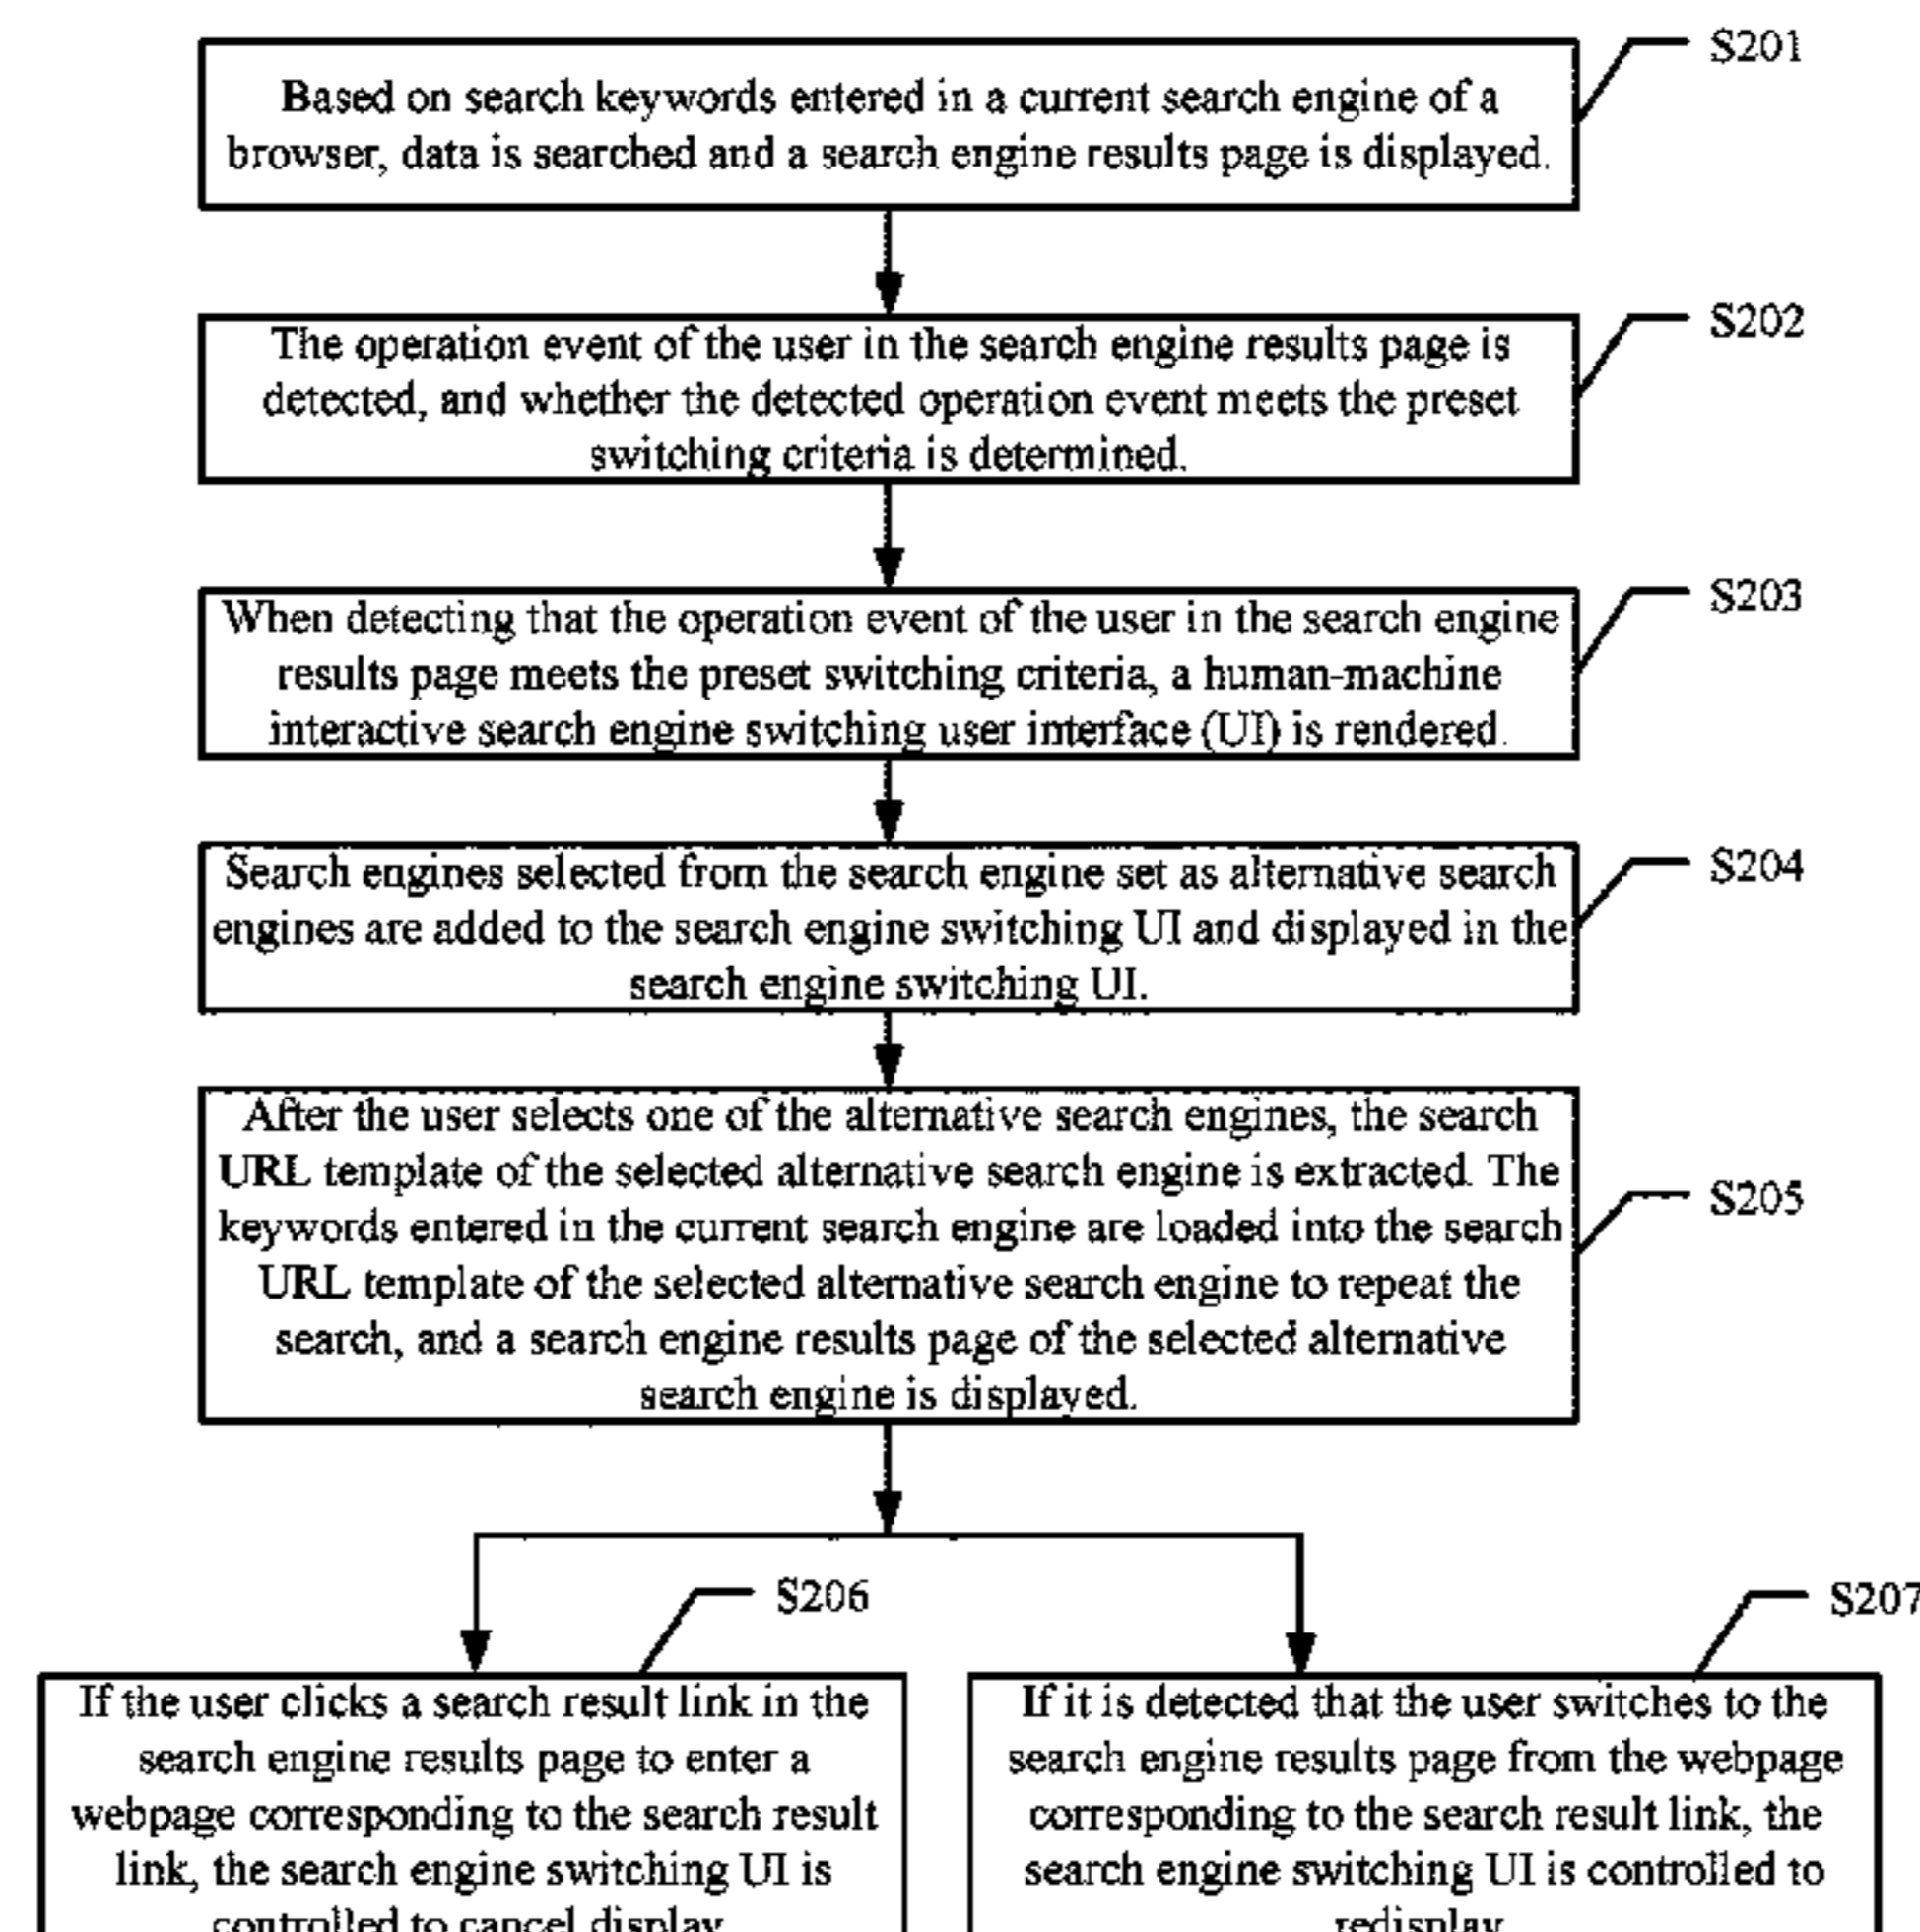 S201
Based on search keywords entered in a current search engine of a
browser, data is searched and a search engine results page is displayed.
S202
The operation event of the user in the search engine results page is
detected, and whether the detected operation event meets the preset
switching criteria is determined.
S203
When detecting that the operation event of the user in the search engine
results page meets the preset switching criteria, a human-machine
interactive search engine switching user interface (UI) is rendered.
S204
Search engines selected from the search engine set as alternative search
engines are added to the search engine switching UI and displayed in the
search engine switching UI.
S205
After the user selects one of the alternative search engines, the search
URL template of the selected alternative search engine is extracted. The
keywords entered in the current search engine are loaded into the search
URL template of the selected alternative search engine to repeat the
search, and a search engine results page of the selected alternative
search engine is displayed.
S206
If the user clicks a search result link in the
search engine results page to enter a
webpage corresponding to the search result
link, the search engine switching UI is
controlled to cancel display
S207
If it is detected that the user switches to the
search engine results page from the webpage
corresponding to the search result link, the
search engine switching UI is controlled to
redisplay